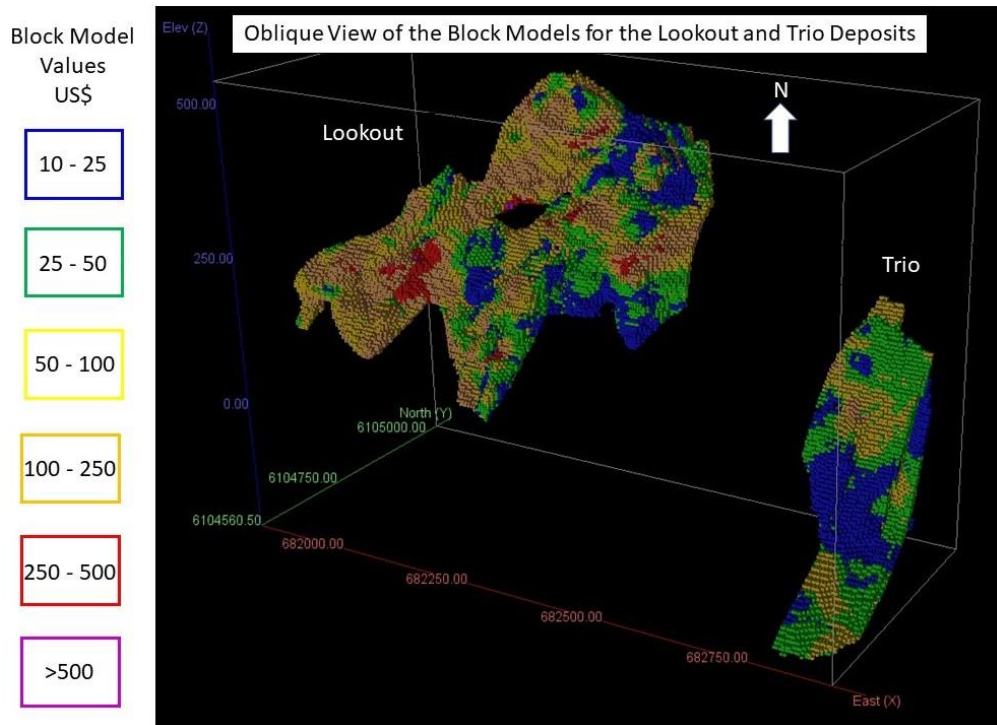 Block Model
Values
US$
10 - 25
25 - 50
50 - 100
100 - 250
250 - 500
>500
Oblique View of the Block Models for the Lookout and Trio Deposits
Elev (Z)
500.00
250.00
0.00
Lookout
N
Trio
North (Y)
6105000.00
6104750.00
6104560.50
682000.00
682250.00
682500.00
682750.00
East (X)